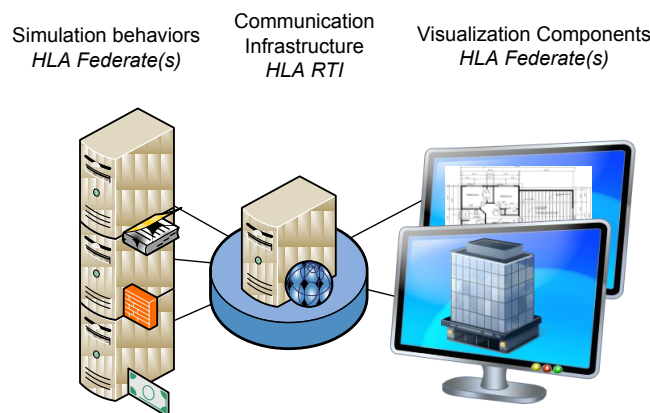 Simulation behaviors
HLA Federate(s)
Communication
Infrastructure
HLA RTI
Visualization Components
HLA Federate(s)